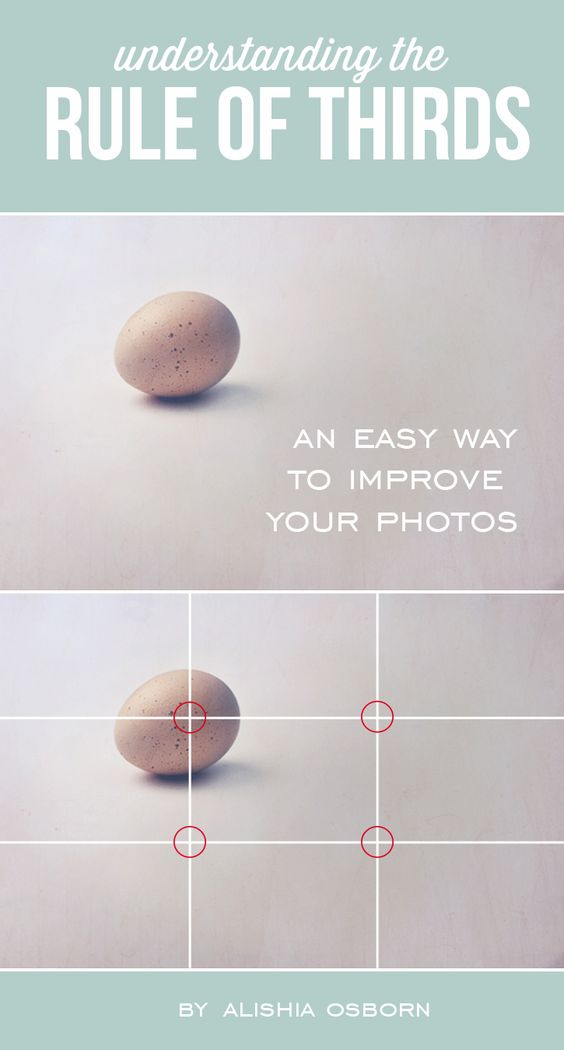 understanding the
RULE OF THIRDS
AN EASY WAY
TO IMPROVE
YOUR PHOTOS
BY ALISHIA OSBORN